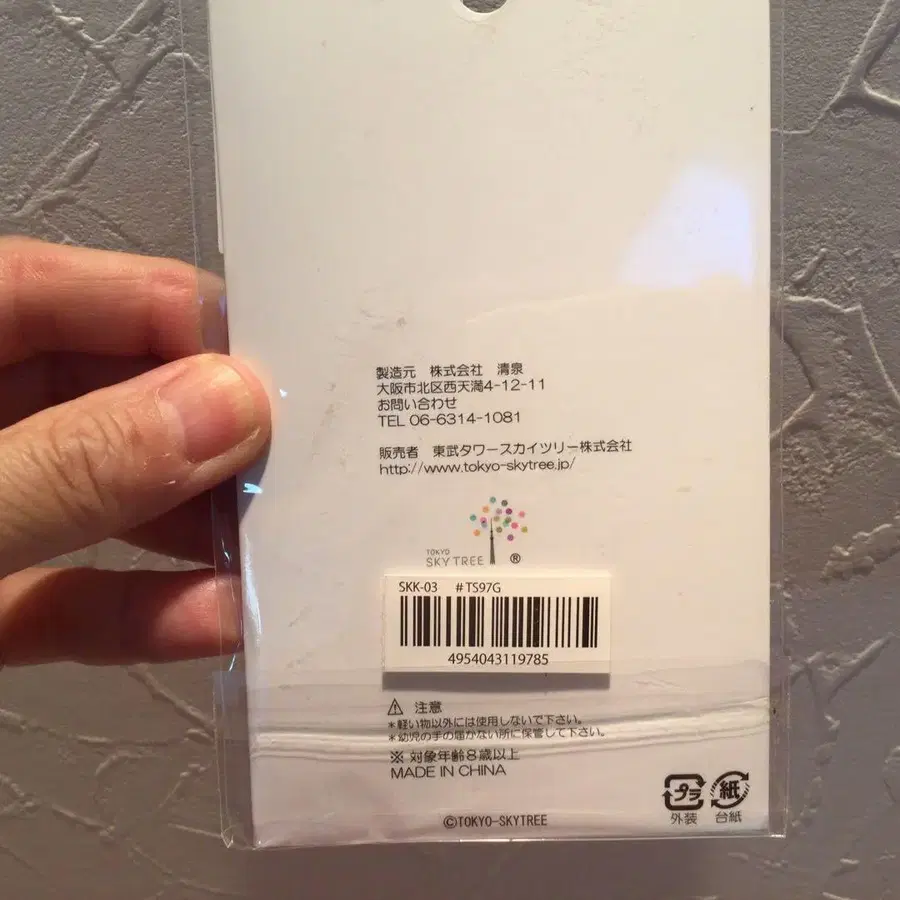 製造元　株式会社　清泉
大阪市北区西天満4-12-11
お問い合わせ
TEL 06-6314-1081
販売者　東武タワースカイツリー株式会社
http://www.tokyo-skytree.jp/
TOKYO
SKY TREE ®
SKK-03 #TS97G
4954043119785
⚠ 注意
*軽い物以外には使用しないで下さい。
*幼児の手の届かない所に保管して下さい。
※ 対象年齢8歳以上
MADE IN CHINA
プラ 紙
外装 台紙
©TOKYO-SKYTREE